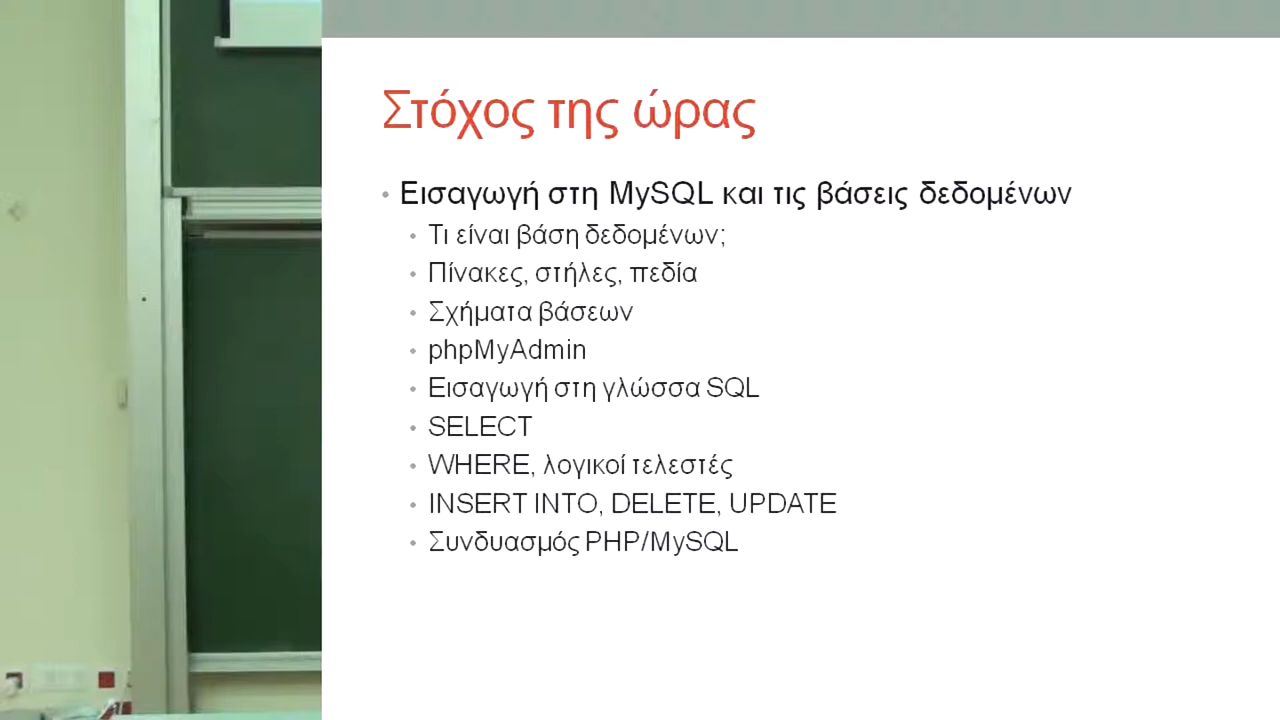 Στόχος της ώρας
• Εισαγωγή στη MySQL και τις βάσεις δεδομένων
• Τι είναι βάση δεδομένων;
• Πίνακες, στήλες, πεδία
• Σχήματα βάσεων
• phpMyAdmin
• Εισαγωγή στη γλώσσα SQL
• SELECT
• WHERE, λογικοί τελεστές
• INSERT INTO, DELETE, UPDATE
• Συνδυασμός PHP/MySQL